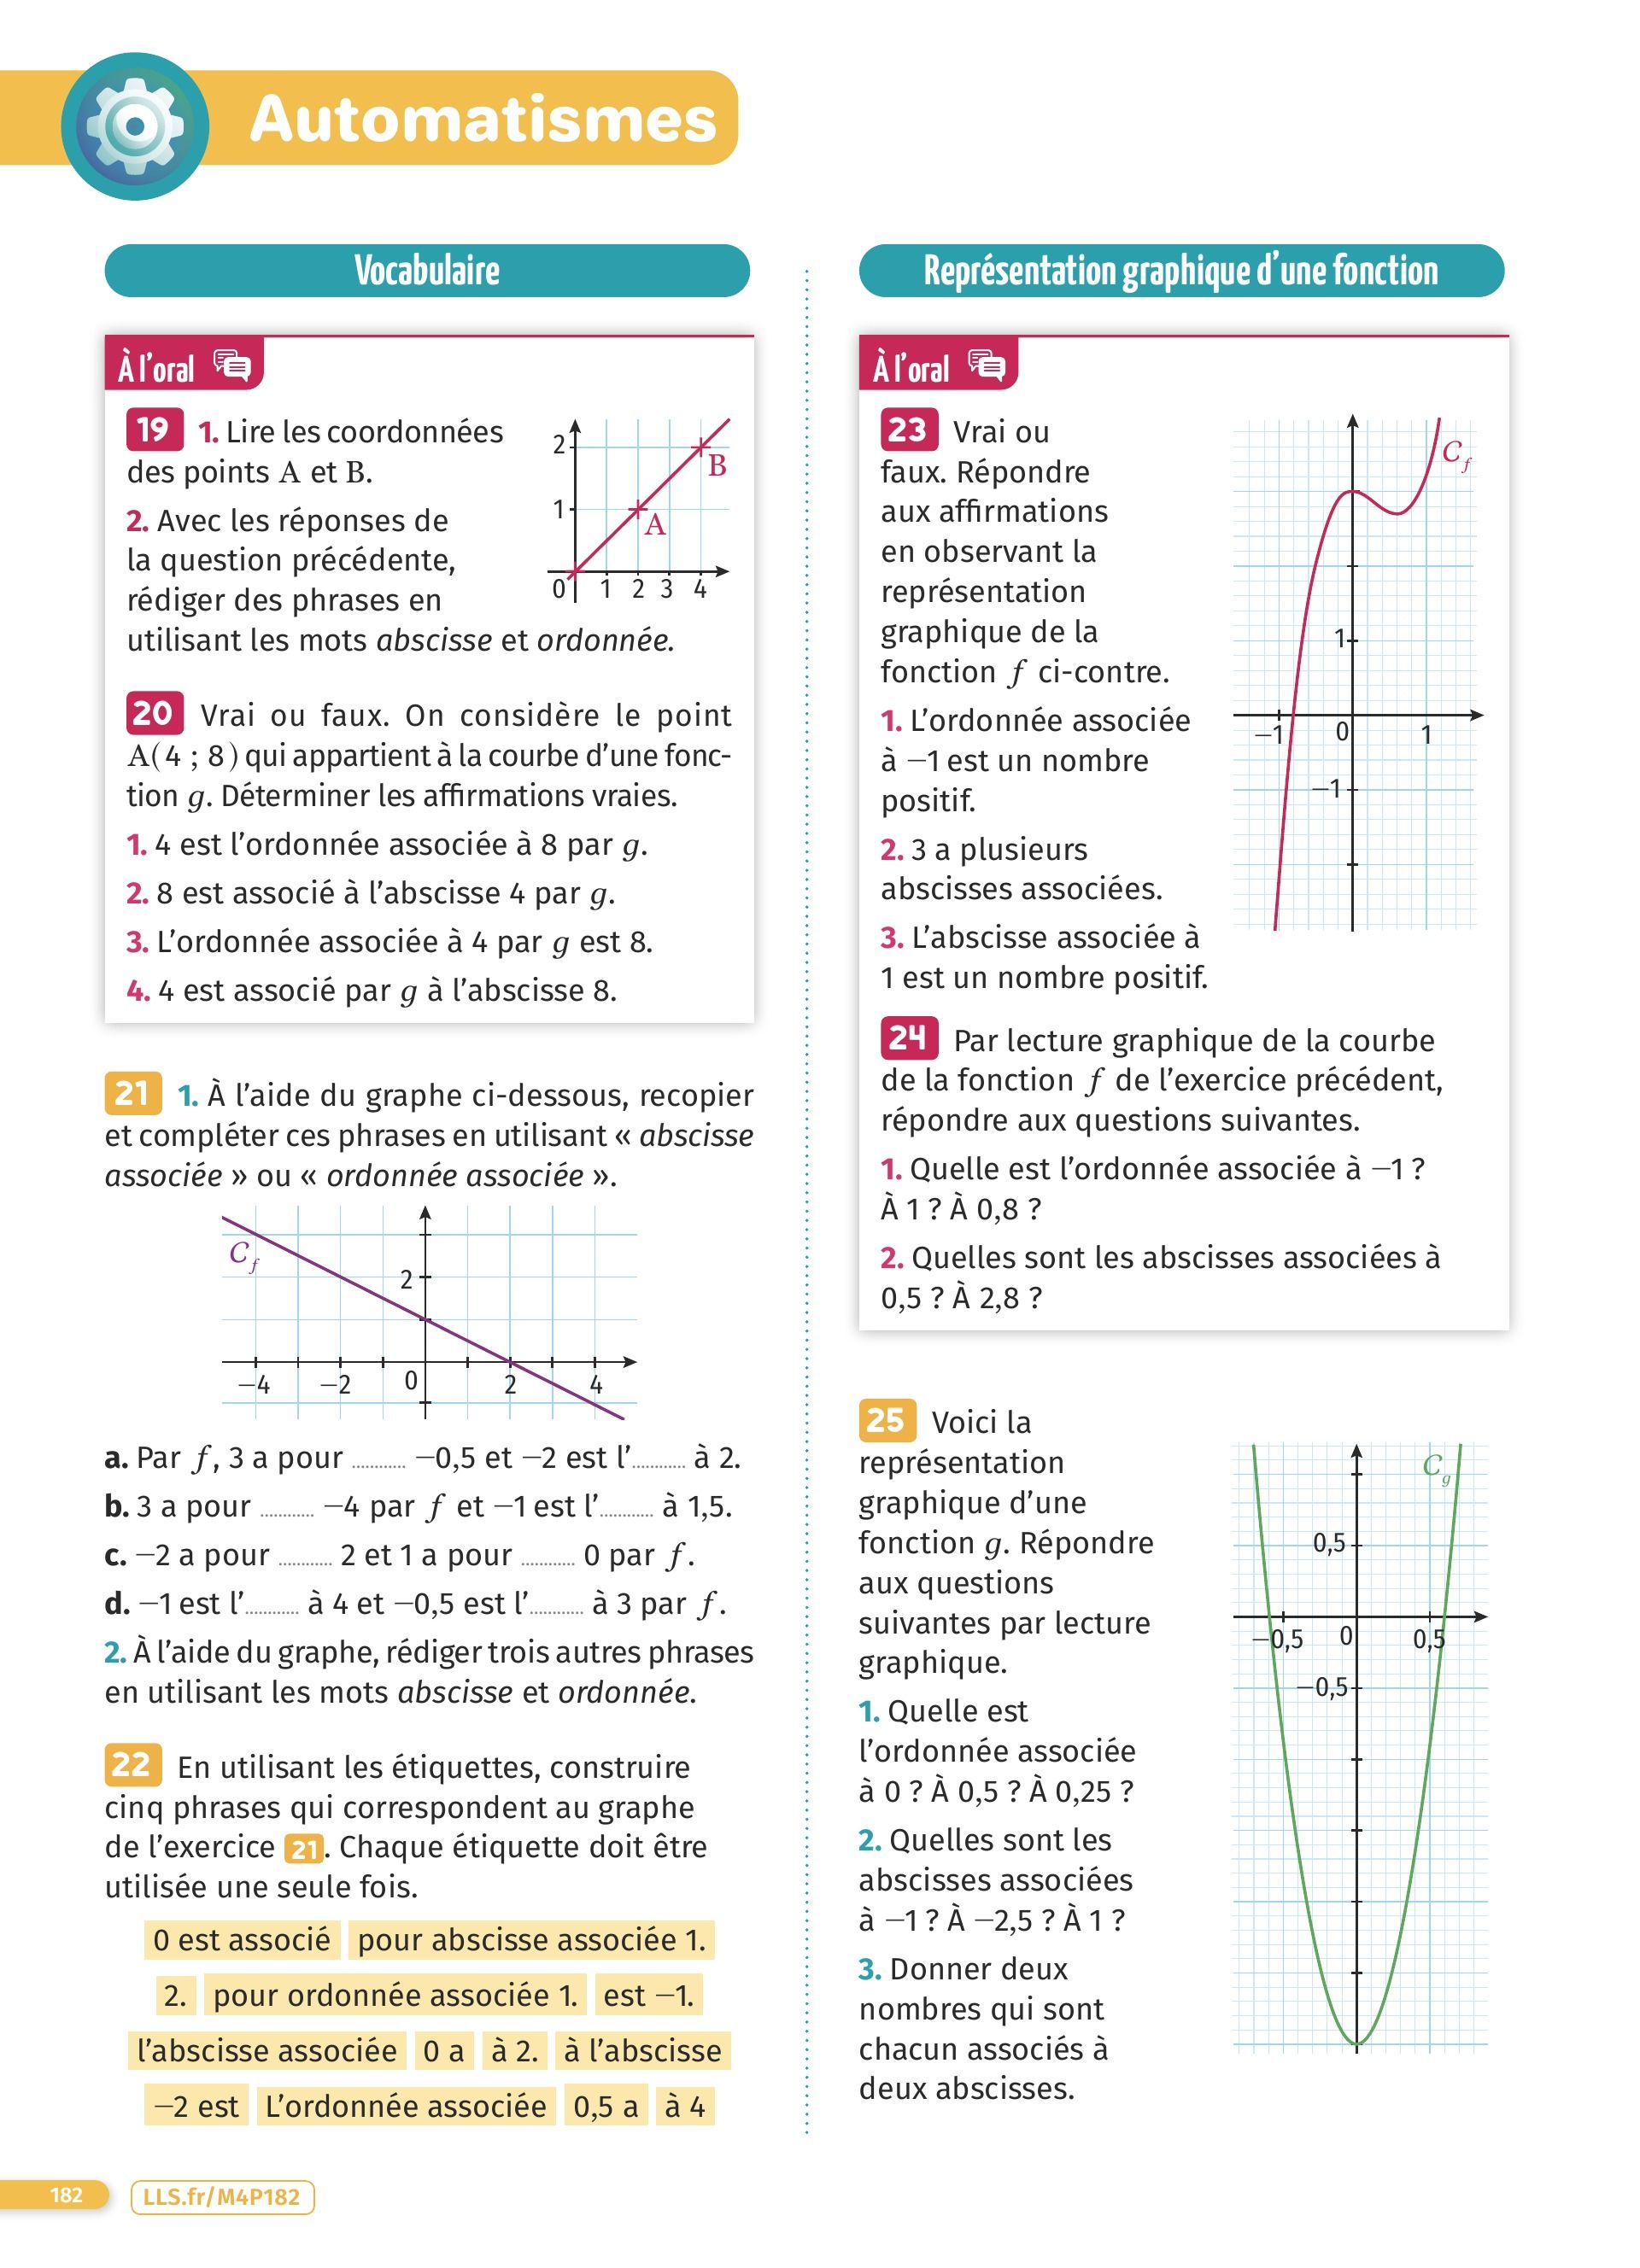 Automatismes
Vocabulaire
À l'oral
19 1. Lire les coordonnées
des points A et B.
2. Avec les réponses de
la question précédente,
rédiger des phrases en
utilisant les mots abscisse et ordonnée.
2
B
1
A
0 1 2 3 4
20 Vrai ou faux. On considère le point
A(4 ; 8) qui appartient à la courbe d'une fonc-
tion g. Déterminer les affirmations vraies.
1. 4 est l'ordonnée associée à 8 par g.
2. 8 est associé à l'abscisse 4 par g.
3. L'ordonnée associée à 4 par g est 8.
4. 4 est associé par g à l'abscisse 8.
21 1. À l'aide du graphe ci-dessous, recopier
et compléter ces phrases en utilisant « abscisse
associée » ou « ordonnée associée ».
C f
2
−4 −2 0 2 4
a. Par f, 3 a pour ............ −0,5 et −2 est l'............ à 2.
b. 3 a pour ............ −4 par f et −1 est l'............ à 1,5.
c. −2 a pour ............ 2 et 1 a pour ............ 0 par f.
d. −1 est l'............ à 4 et −0,5 est l'............ à 3 par f.
2. À l'aide du graphe, rédiger trois autres phrases
en utilisant les mots abscisse et ordonnée.
22 En utilisant les étiquettes, construire
cinq phrases qui correspondent au graphe
de l'exercice 21. Chaque étiquette doit être
utilisée une seule fois.
0 est associé pour abscisse associée 1.
2. pour ordonnée associée 1. est −1.
l'abscisse associée 0 a à 2. à l'abscisse
−2 est L'ordonnée associée 0,5 a à 4
Représentation graphique d'une fonction
À l'oral
23 Vrai ou
faux. Répondre
aux affirmations
en observant la
représentation
graphique de la
fonction f ci-contre.
1. L'ordonnée associée
à −1 est un nombre
positif.
2. 3 a plusieurs
abscisses associées.
3. L'abscisse associée à
1 est un nombre positif.
C f
1
−1 0 1
−1
24 Par lecture graphique de la courbe
de la fonction f de l'exercice précédent,
répondre aux questions suivantes.
1. Quelle est l'ordonnée associée à −1 ?
À 1 ? À 0,8 ?
2. Quelles sont les abscisses associées à
0,5 ? À 2,8 ?
25 Voici la
représentation
graphique d'une
fonction g. Répondre
aux questions
suivantes par lecture
graphique.
1. Quelle est
l'ordonnée associée
à 0 ? À 0,5 ? À 0,25 ?
2. Quelles sont les
abscisses associées
à −1 ? À −2,5 ? À 1 ?
3. Donner deux
nombres qui sont
chacun associés à
deux abscisses.
C g
0,5
−0,5 0 0,5
−0,5
182 LLS.fr/M4P182